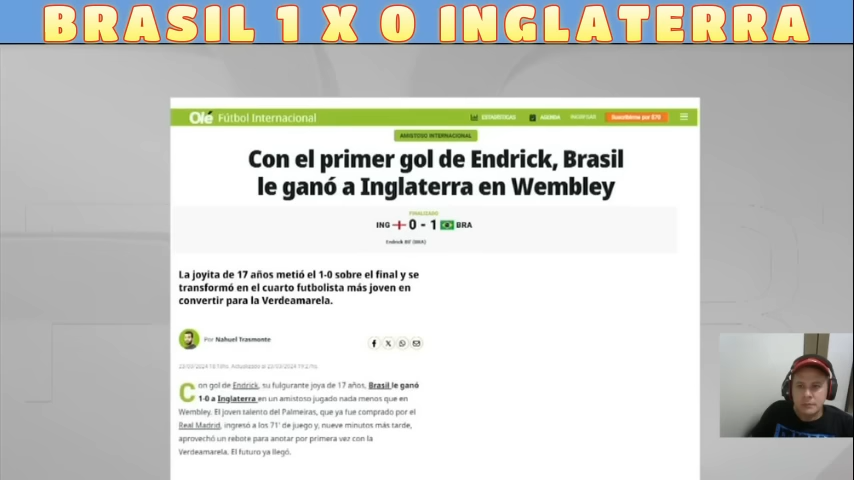 BRASIL 1 X 0 INGLATERRA
Olé Fútbol Internacional ESTADÍSTICAS AGENDA INGRESAR
AMISTOSO INTERNACIONAL
Con el primer gol de Endrick, Brasil
le ganó a Inglaterra en Wembley
FINALIZADO
ING 0 - 1 BRA
La joyita de 17 años metió el 1-0 sobre el final y se
transformó en el cuarto futbolista más joven en
convertir para la Verdeamarela.
Por Nahuel Trasmonte
Con gol de Endrick, su fulgurante joya de 17 años, Brasil le ganó
1-0 a Inglaterra en un amistoso jugado nada menos que en
Wembley. El joven talento del Palmeiras, que ya fue comprado por el
Real Madrid, ingresó a los 71' de juego y, nueve minutos más tarde,
aprovechó un rebote para anotar por primera vez con la
Verdeamarela. El futuro ya llegó.